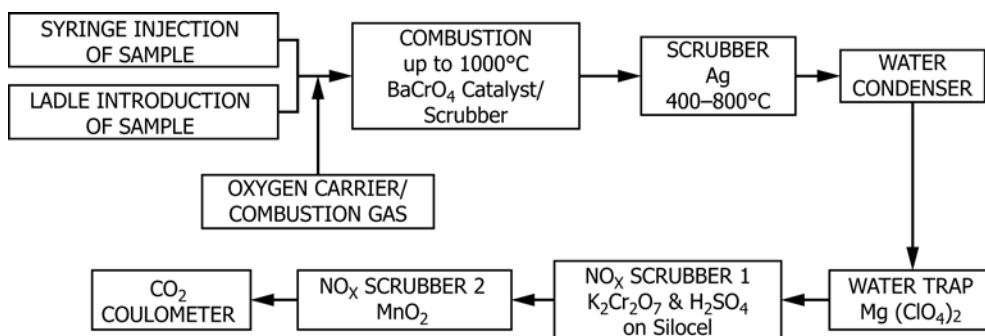 SYRINGE INJECTION
OF SAMPLE
LADLE INTRODUCTION
OF SAMPLE
OXYGEN CARRIER/
COMBUSTION GAS
COMBUSTION
up to 1000°C
BaCrO₄ Catalyst/
Scrubber
SCRUBBER
Ag
400–800°C
WATER
CONDENSER
WATER TRAP
Mg (ClO₄)₂
NOₓ SCRUBBER 1
K₂Cr₂O₇ & H₂SO₄
on Silocel
NOₓ SCRUBBER 2
MnO₂
CO₂
COULOMETER